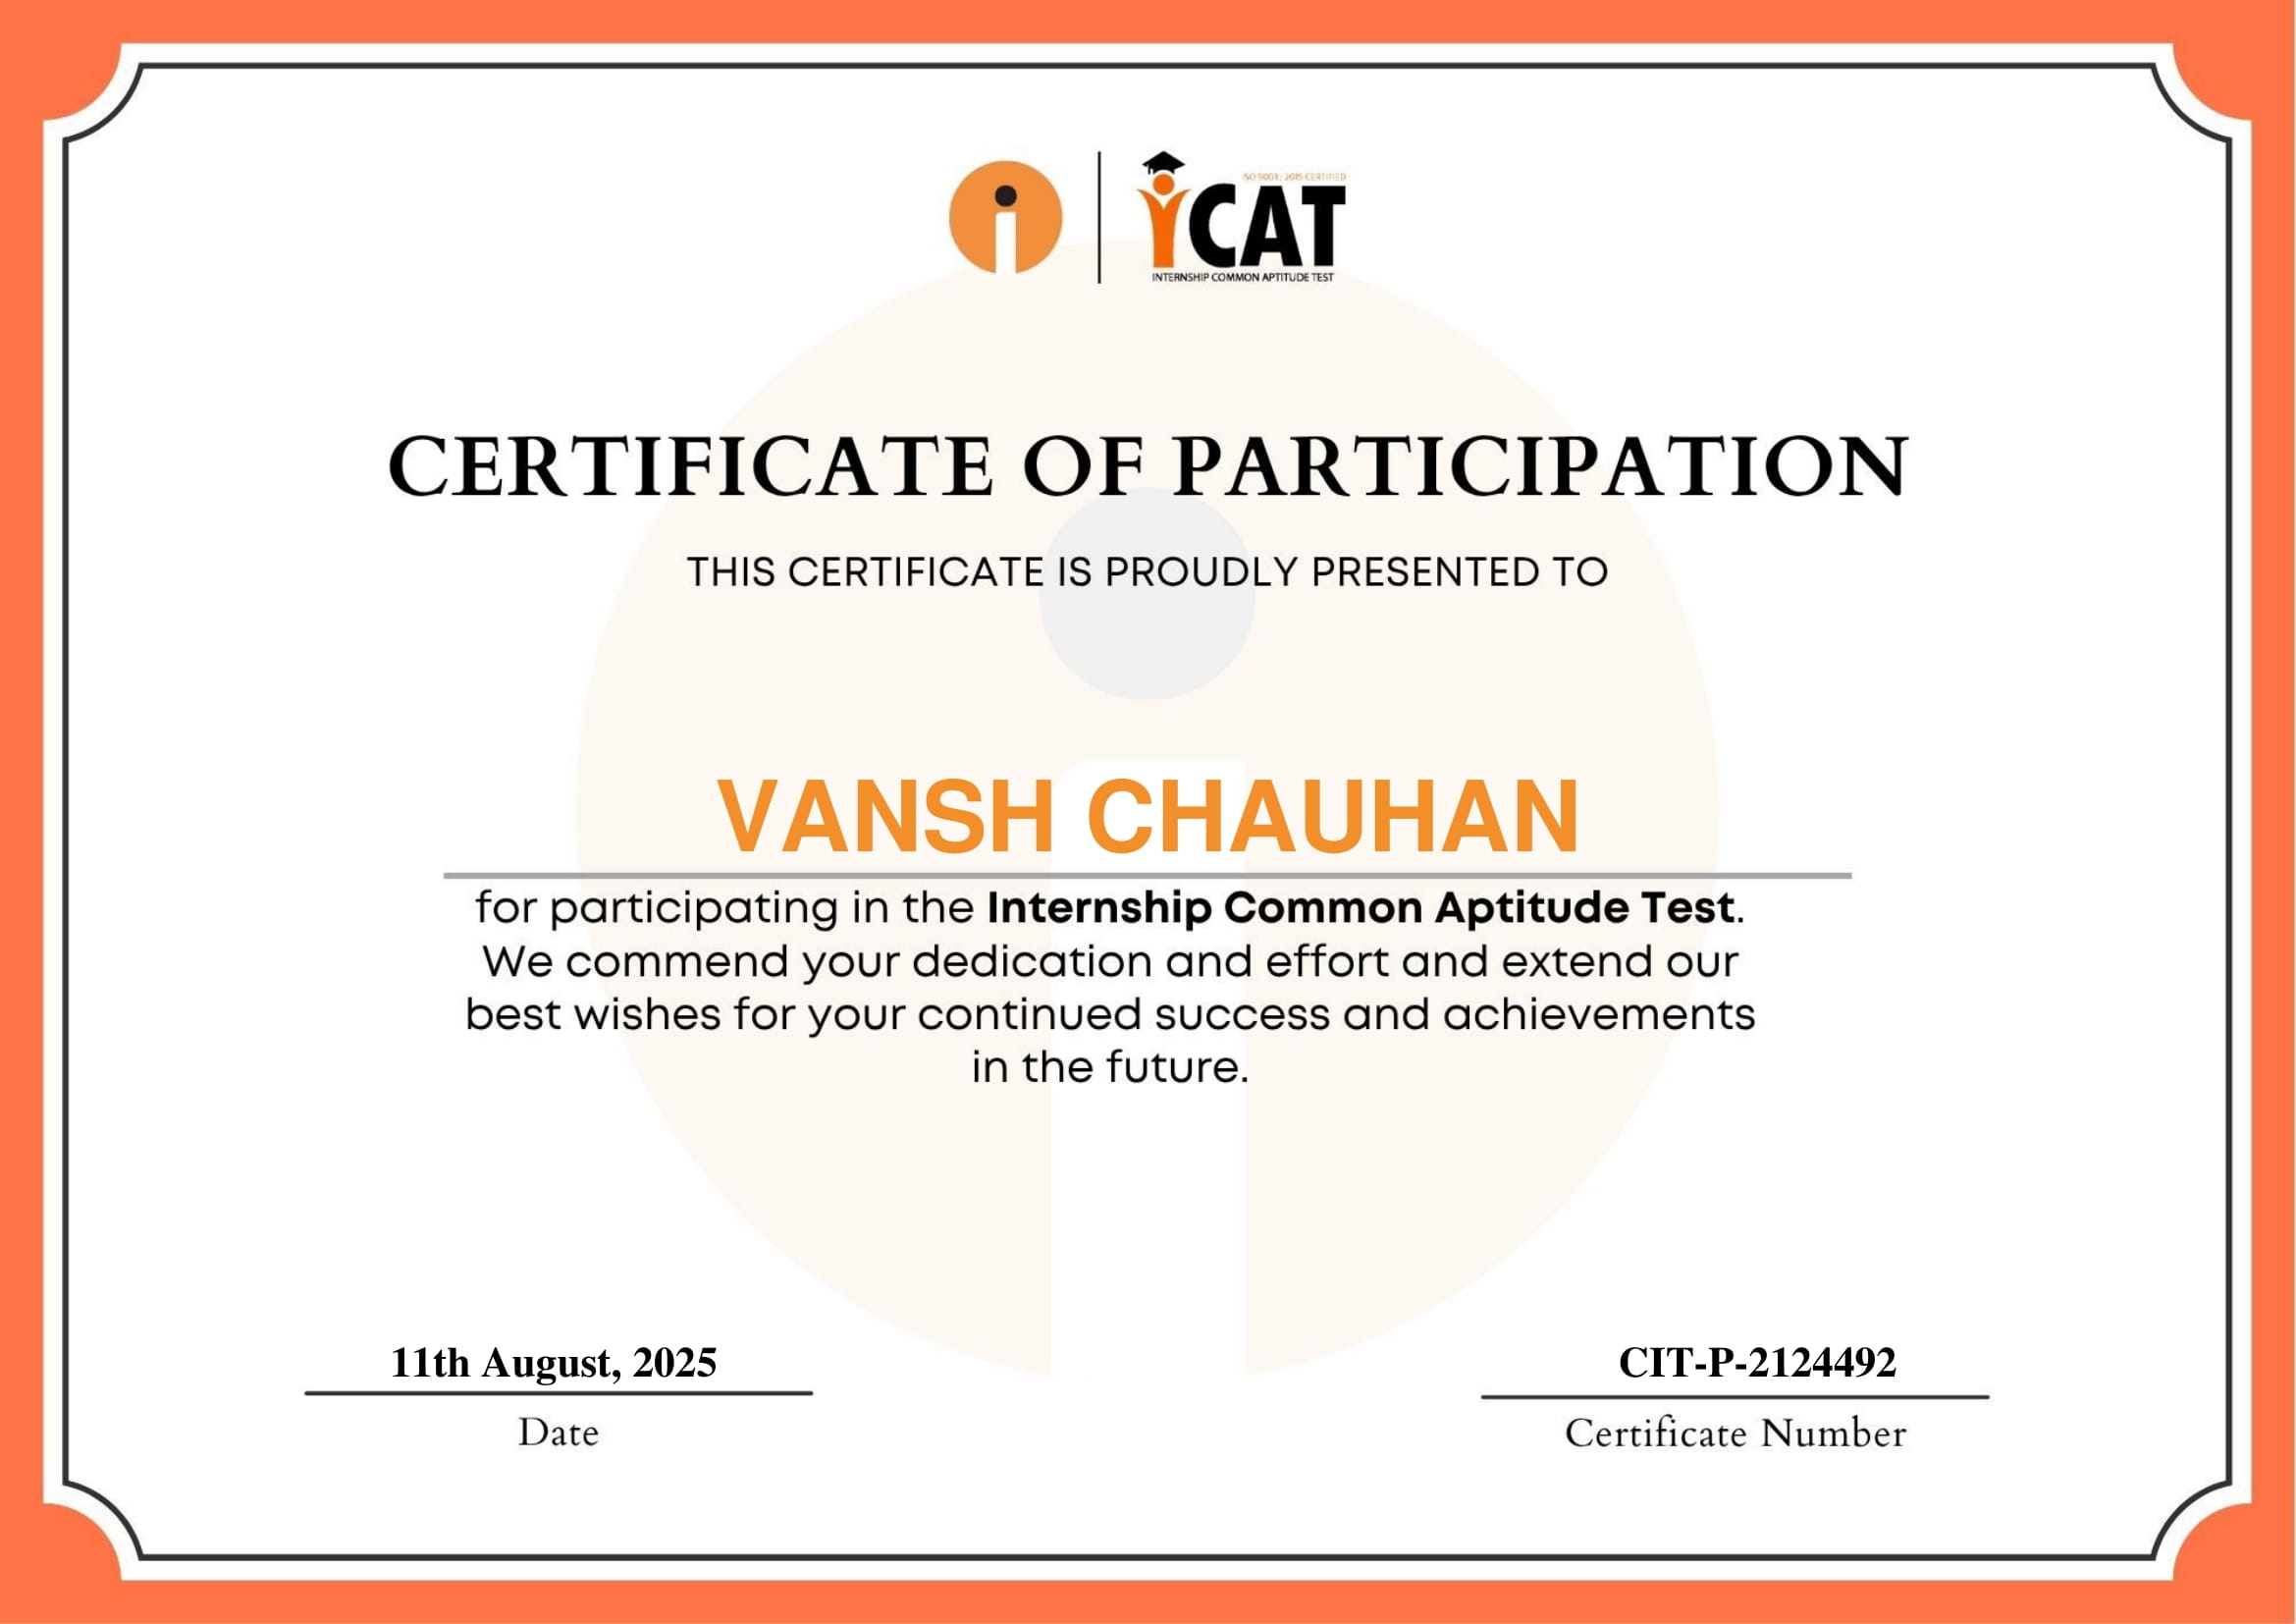 ISO 9001 : 2015 CERTIFIED
iCAT
INTERNSHIP COMMON APTITUDE TEST
CERTIFICATE OF PARTICIPATION
THIS CERTIFICATE IS PROUDLY PRESENTED TO
VANSH CHAUHAN
for participating in the Internship Common Aptitude Test.
We commend your dedication and effort and extend our
best wishes for your continued success and achievements
in the future.
11th August, 2025
Date
CIT-P-2124492
Certificate Number